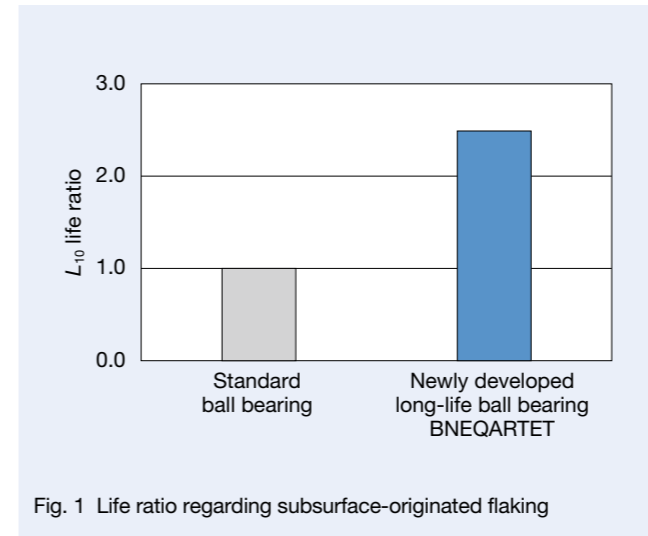 3.0
2.0
1.0
0.0
L10 life ratio
Standard
ball bearing
Newly developed
long-life ball bearing
BNEQARTET
Fig. 1 Life ratio regarding subsurface-originated flaking